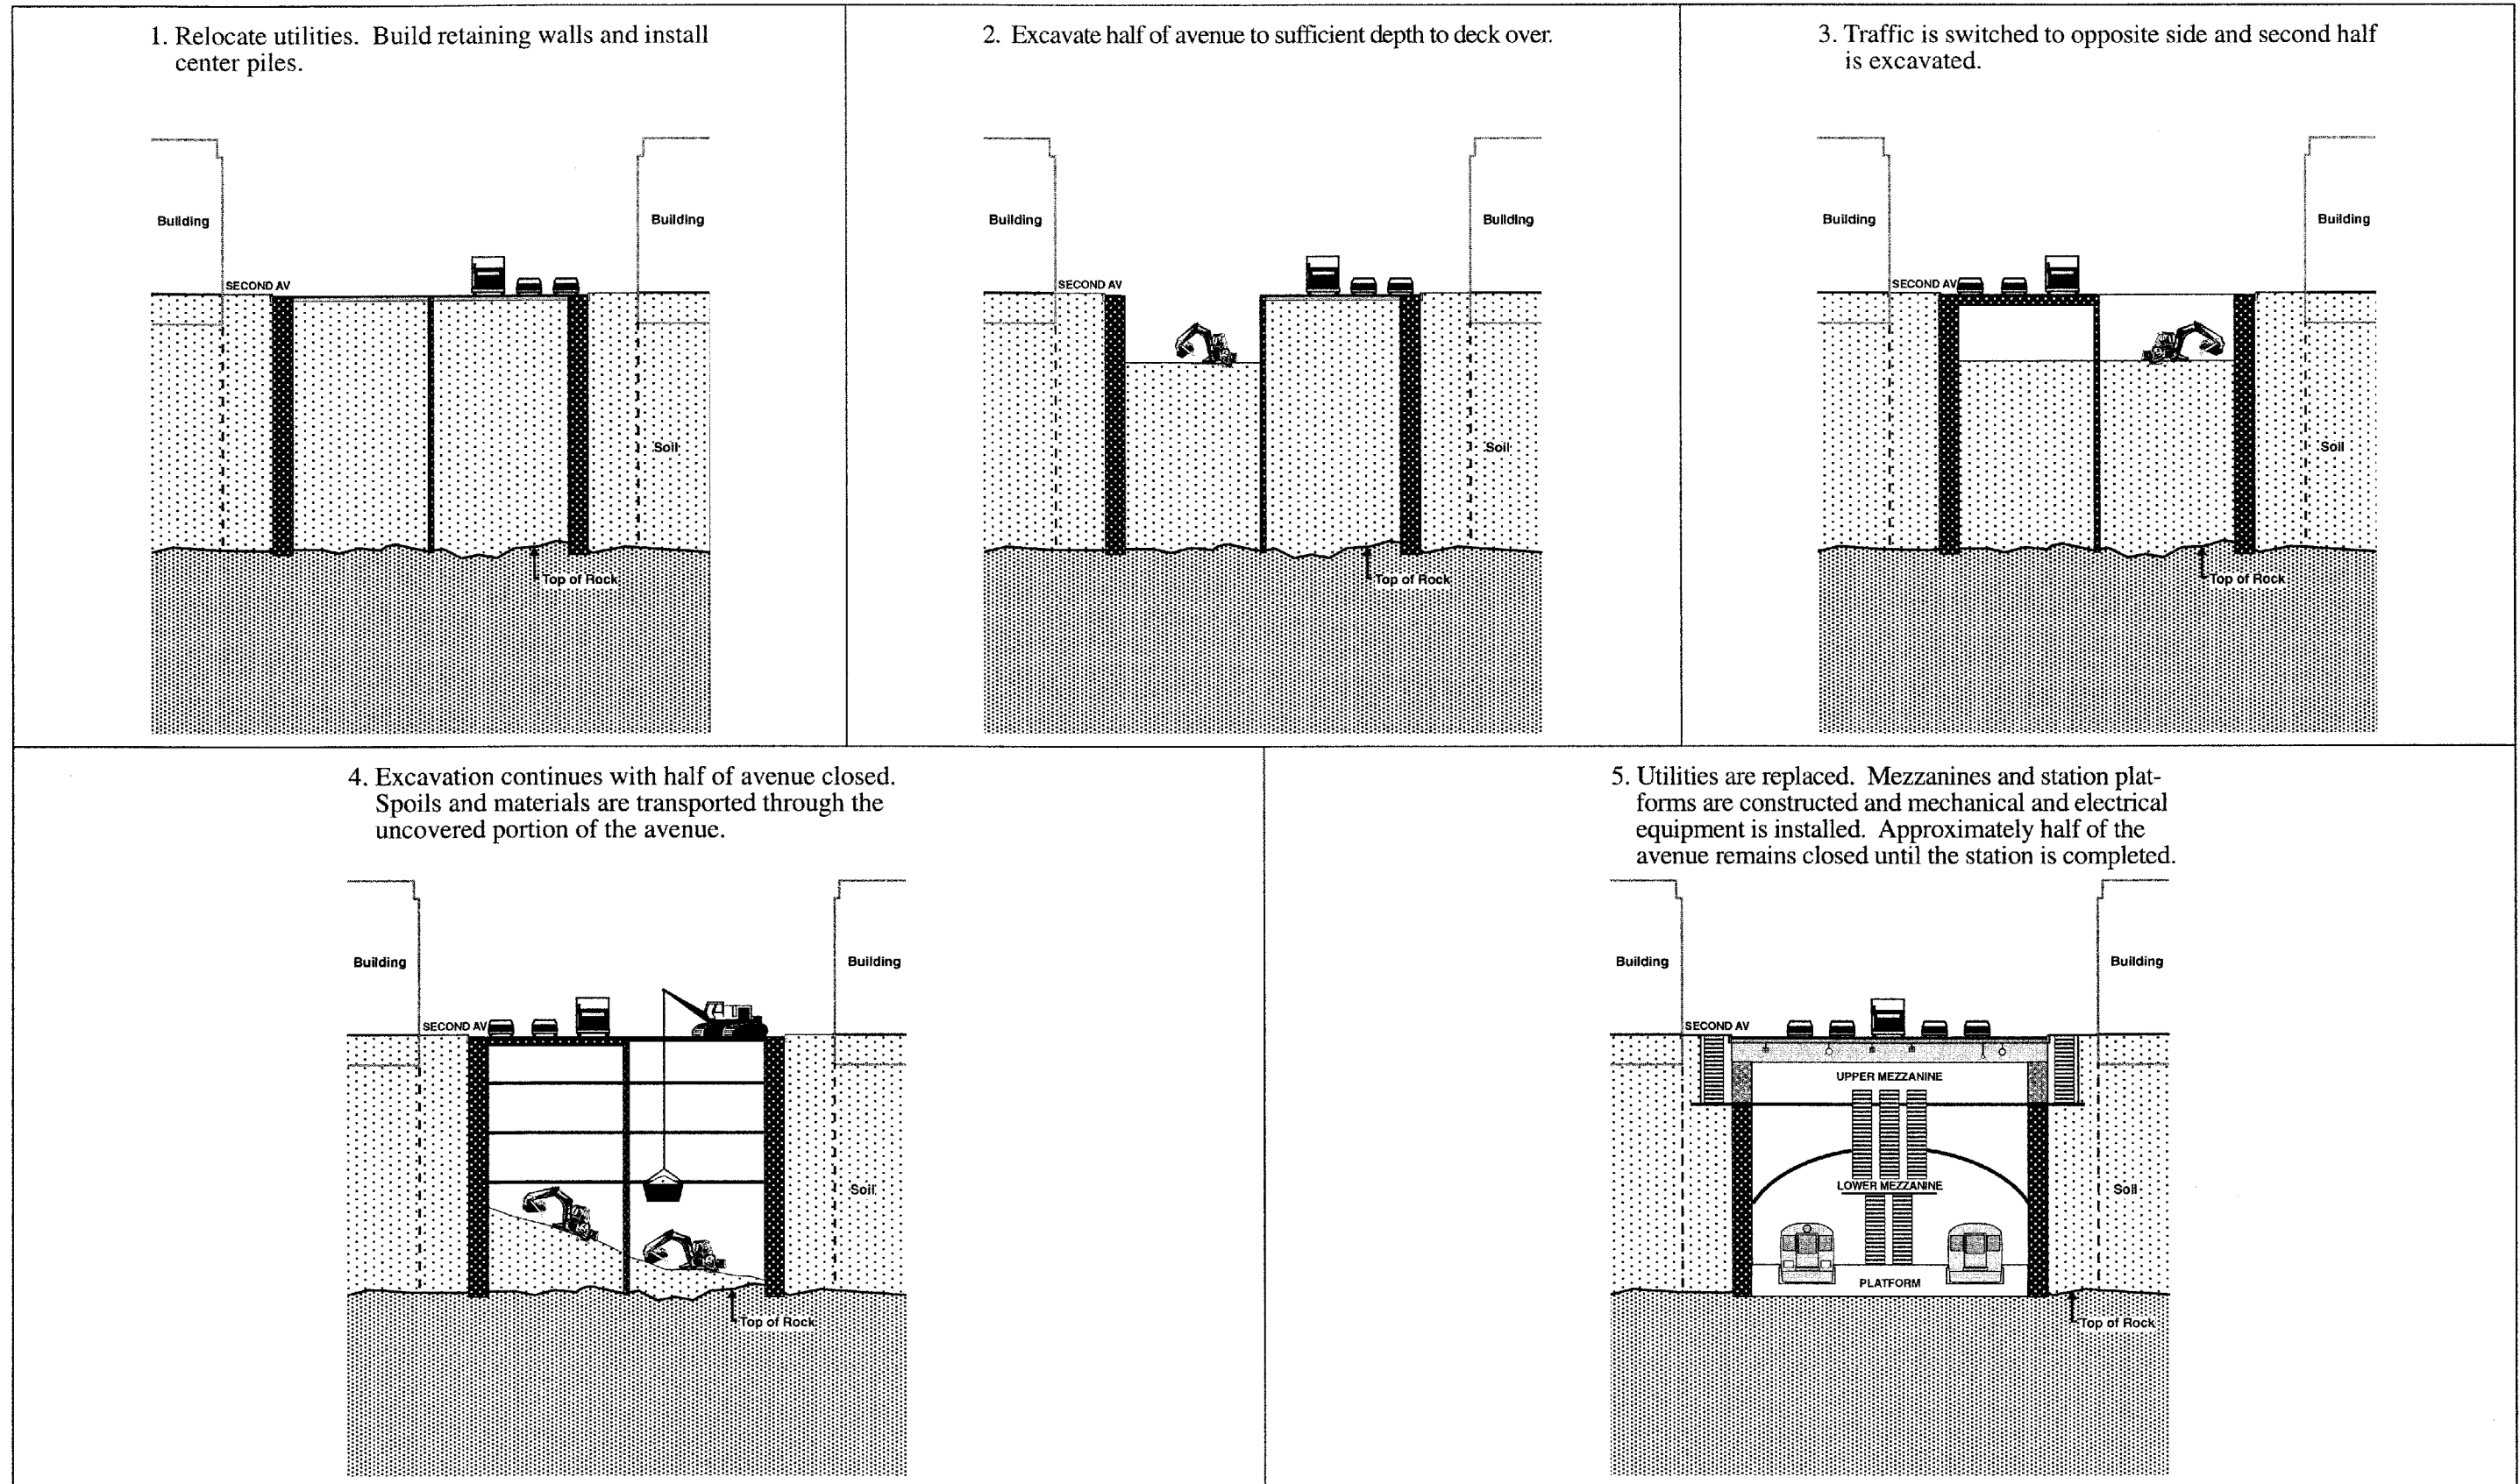 1. Relocate utilities. Build retaining walls and install
center piles.
Building
Building
SECOND AV
Soil
Top of Rock
2. Excavate half of avenue to sufficient depth to deck over.
Building
Building
SECOND AV
Soil
Top of Rock
3. Traffic is switched to opposite side and second half
is excavated.
Building
Building
SECOND AV
Soil
Top of Rock
4. Excavation continues with half of avenue closed.
Spoils and materials are transported through the
uncovered portion of the avenue.
Building
Building
SECOND AV
Soil
Top of Rock
5. Utilities are replaced. Mezzanines and station plat-
forms are constructed and mechanical and electrical
equipment is installed. Approximately half of the
avenue remains closed until the station is completed.
Building
Building
SECOND AV
UPPER MEZZANINE
LOWER MEZZANINE
Soil
PLATFORM
Top of Rock